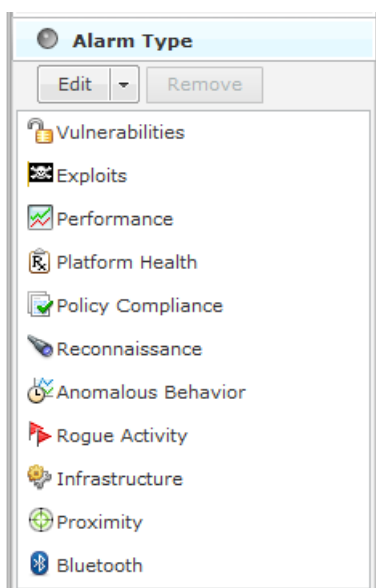 Alarm Type
Edit Remove
Vulnerabilities
Exploits
Performance
Platform Health
Policy Compliance
Reconnaissance
Anomalous Behavior
Rogue Activity
Infrastructure
Proximity
Bluetooth